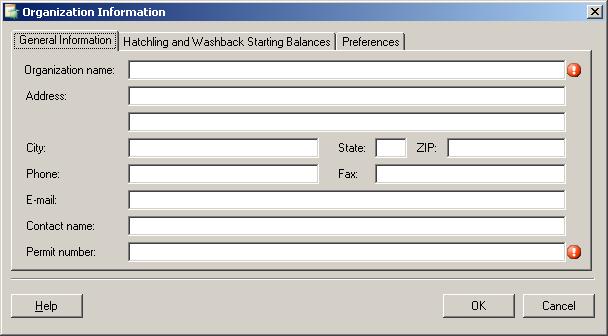 Organization Information
General Information Hatchling and Washback Starting Balances Preferences
Organization name:
Address:
City: State: ZIP:
Phone: Fax:
E-mail:
Contact name:
Permit number:
Help OK Cancel